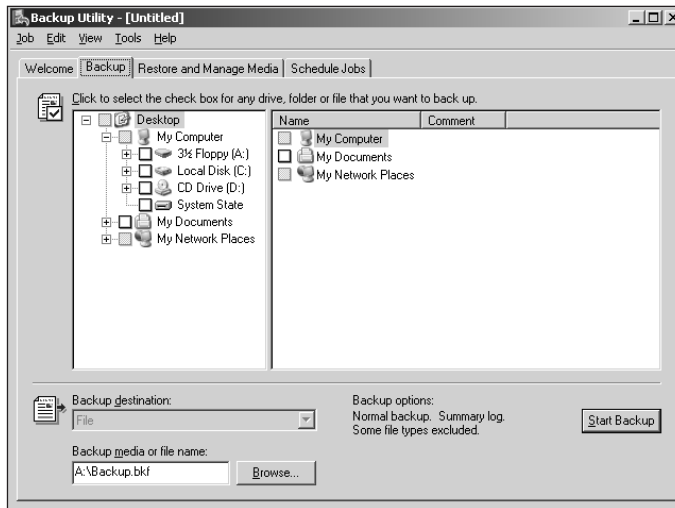 Backup Utility - [Untitled]
Job Edit View Tools Help
Welcome Backup Restore and Manage Media Schedule Jobs
Click to select the check box for any drive, folder or file that you want to back up.
Desktop
My Computer
3½ Floppy (A:)
Local Disk (C:)
CD Drive (D:)
System State
My Documents
My Network Places
Name Comment
My Computer
My Documents
My Network Places
Backup destination:
File
Backup media or file name:
A:\Backup.bkf
Browse...
Backup options:
Normal backup. Summary log.
Some file types excluded.
Start Backup